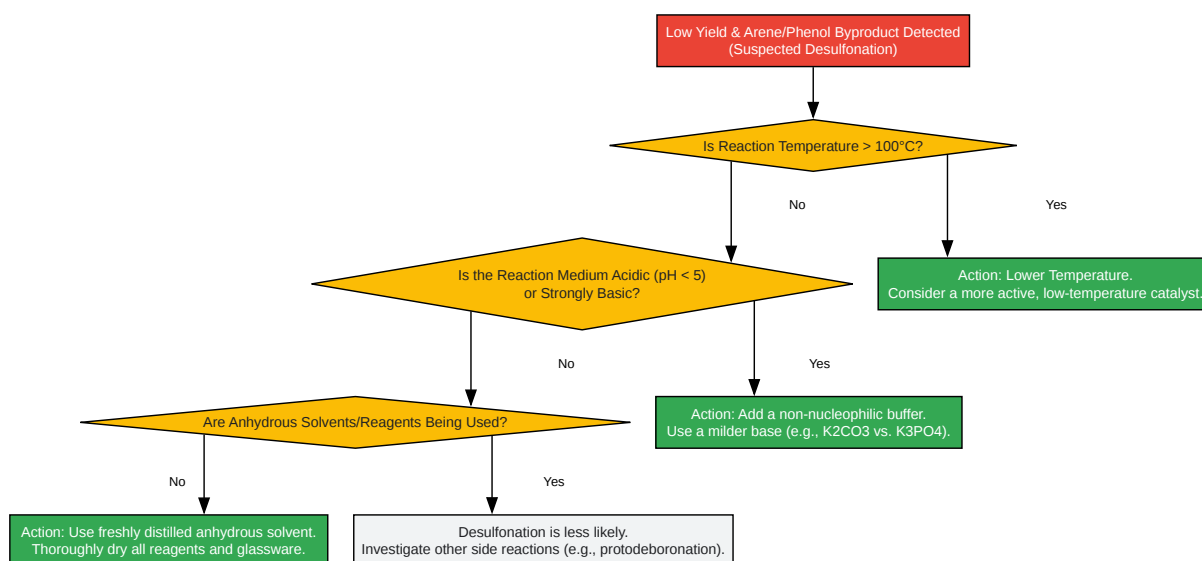 Low Yield & Arene/Phenol Byproduct Detected
(Suspected Desulfonation)
Is Reaction Temperature > 100°C?
No
Yes
Is the Reaction Medium Acidic (pH < 5)
or Strongly Basic?
Action: Lower Temperature.
Consider a more active, low-temperature catalyst.
No
Yes
Are Anhydrous Solvents/Reagents Being Used?
Action: Add a non-nucleophilic buffer.
Use a milder base (e.g., K2CO3 vs. K3PO4).
No
Yes
Action: Use freshly distilled anhydrous solvent.
Thoroughly dry all reagents and glassware.
Desulfonation is less likely.
Investigate other side reactions (e.g., protodeboronation).